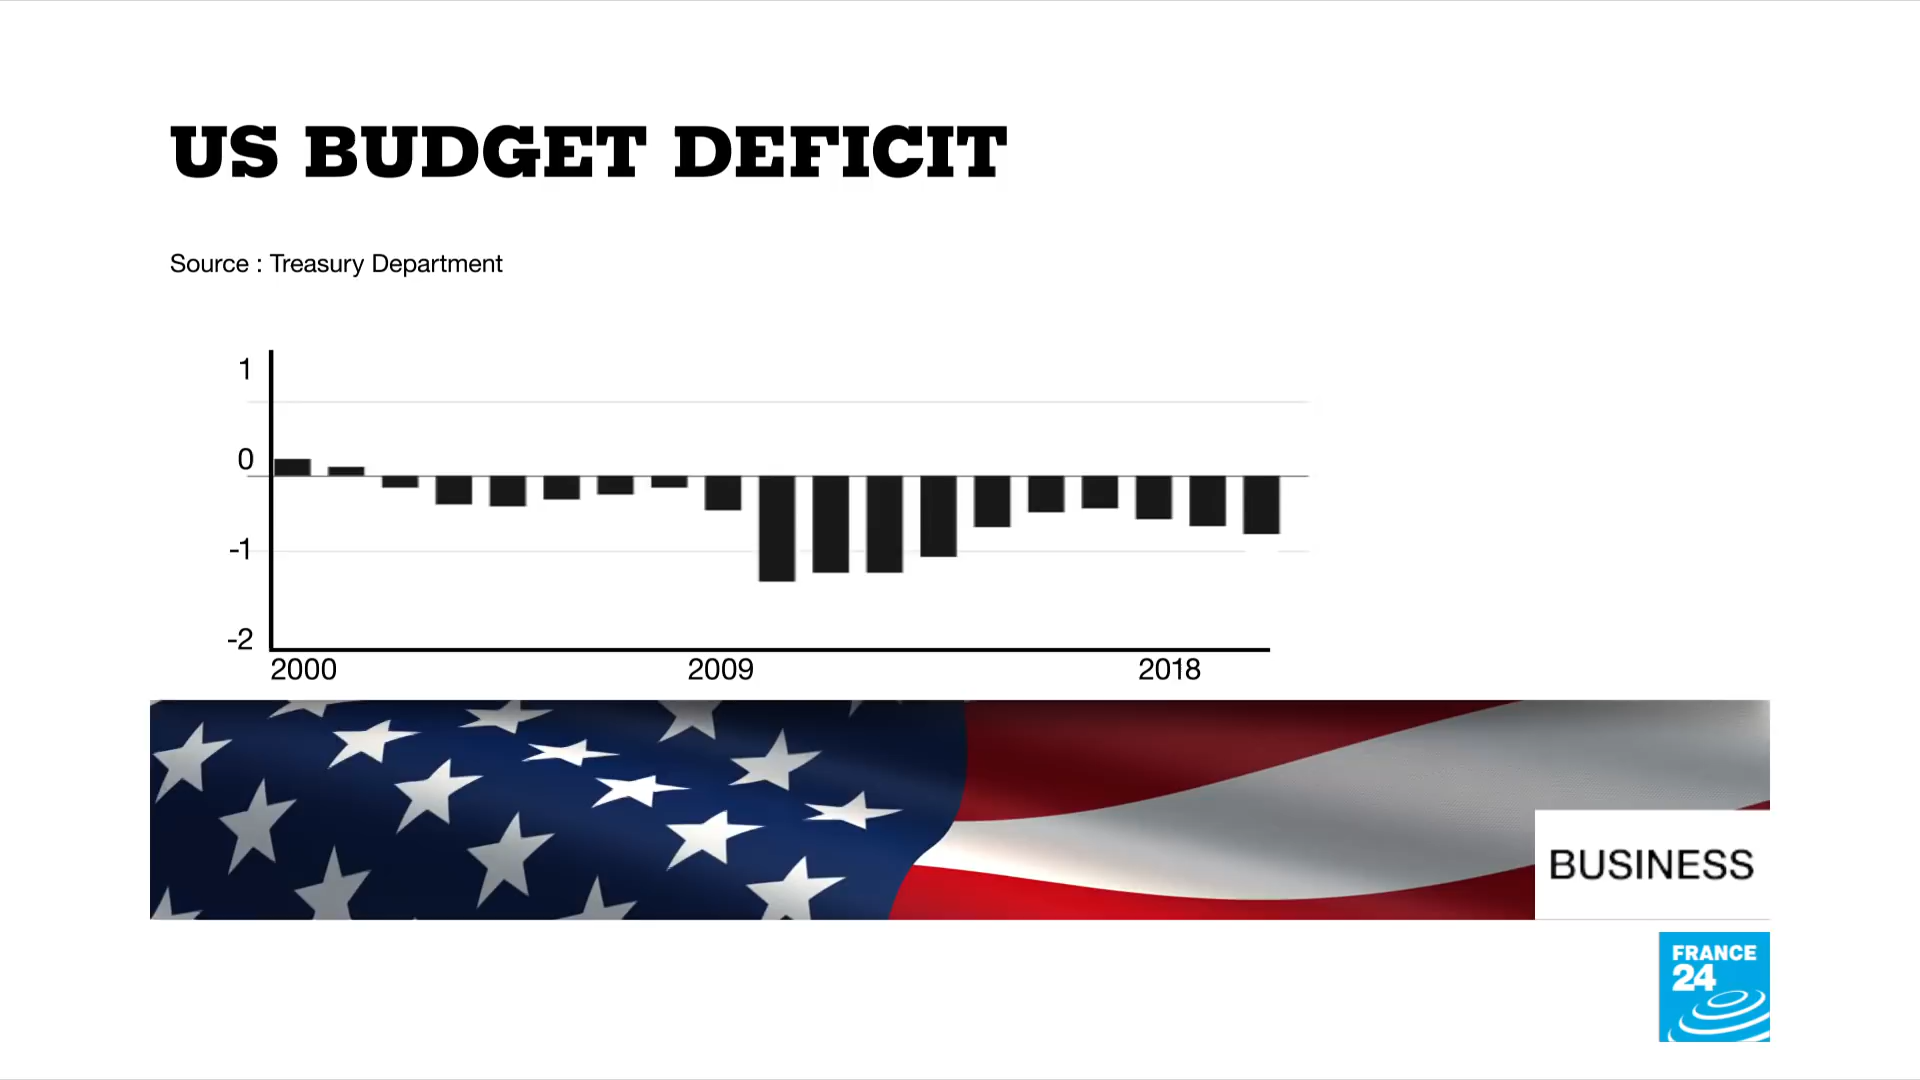 US BUDGET DEFICIT
Source : Treasury Department
1
0
-1
-2
2000 2009 2018
BUSINESS
FRANCE
24